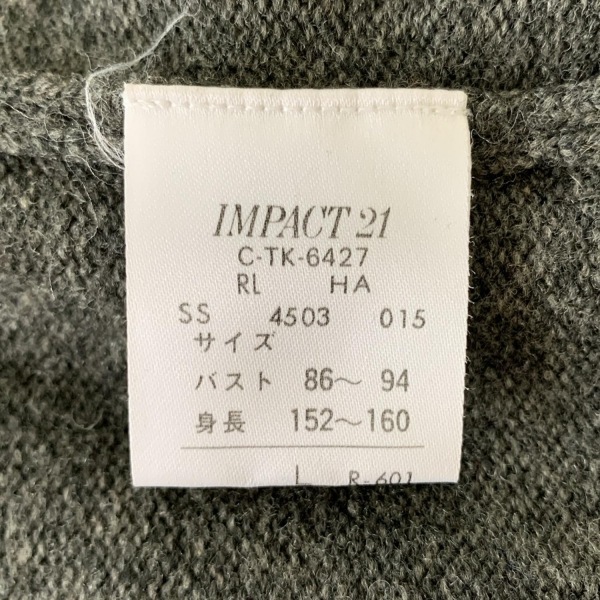 IMPACT 21
C-TK-6427
RL HA
SS 4503 015
サイズ
バスト 86〜 94
身長 152〜160
L R-601